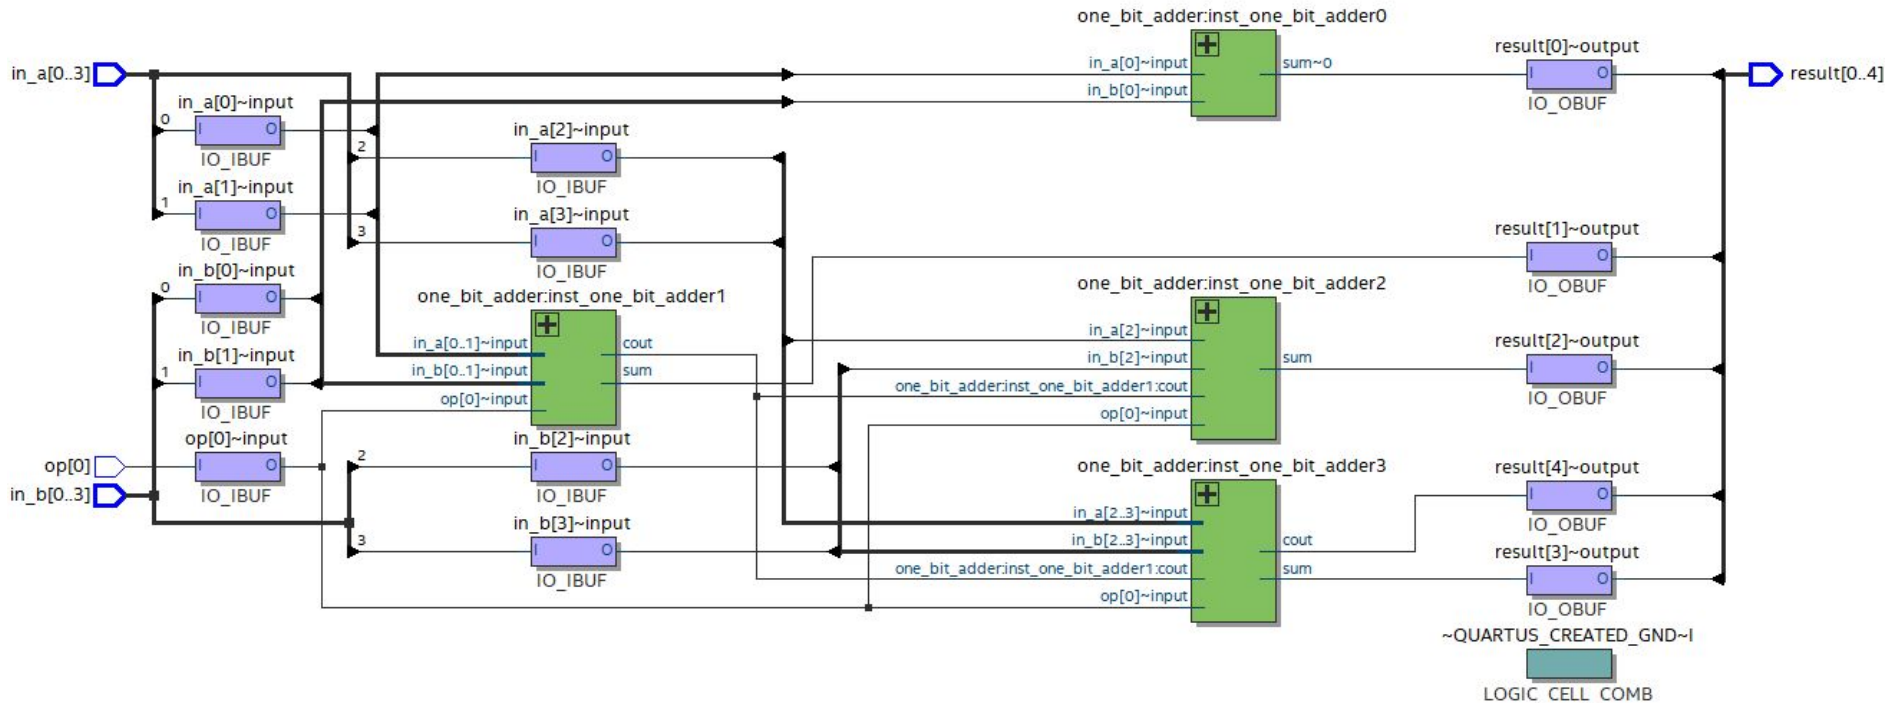 one_bit_adder:inst_one_bit_adder0
in_a[0..3]
in_a[0]~input
sum~0
result[0]~output
result[0..4]
in_b[0]~input
I O
IO_OBUF
in_a[0]~input
0
I O
IO_IBUF
in_a[2]~input
2
I O
IO_IBUF
in_a[1]~input
1
I O
IO_IBUF
in_a[3]~input
3
I O
IO_IBUF
result[1]~output
I O
IO_OBUF
in_b[0]~input
0
I O
IO_IBUF
one_bit_adder:inst_one_bit_adder1
in_a[0..1]~input
cout
in_b[0..1]~input
sum
op[0]~input
one_bit_adder:inst_one_bit_adder2
in_a[2]~input
in_b[2]~input
sum
one_bit_adder:inst_one_bit_adder1:cout
op[0]~input
result[2]~output
I O
IO_OBUF
in_b[1]~input
1
I O
IO_IBUF
op[0]~input
op[0]
I O
IO_IBUF
in_b[0..3]
in_b[2]~input
2
I O
IO_IBUF
in_b[3]~input
3
I O
IO_IBUF
one_bit_adder:inst_one_bit_adder3
in_a[2..3]~input
in_b[2..3]~input
cout
one_bit_adder:inst_one_bit_adder1:cout
sum
op[0]~input
result[4]~output
I O
IO_OBUF
result[3]~output
I O
IO_OBUF
~QUARTUS_CREATED_GND~I
LOGIC_CELL_COMB